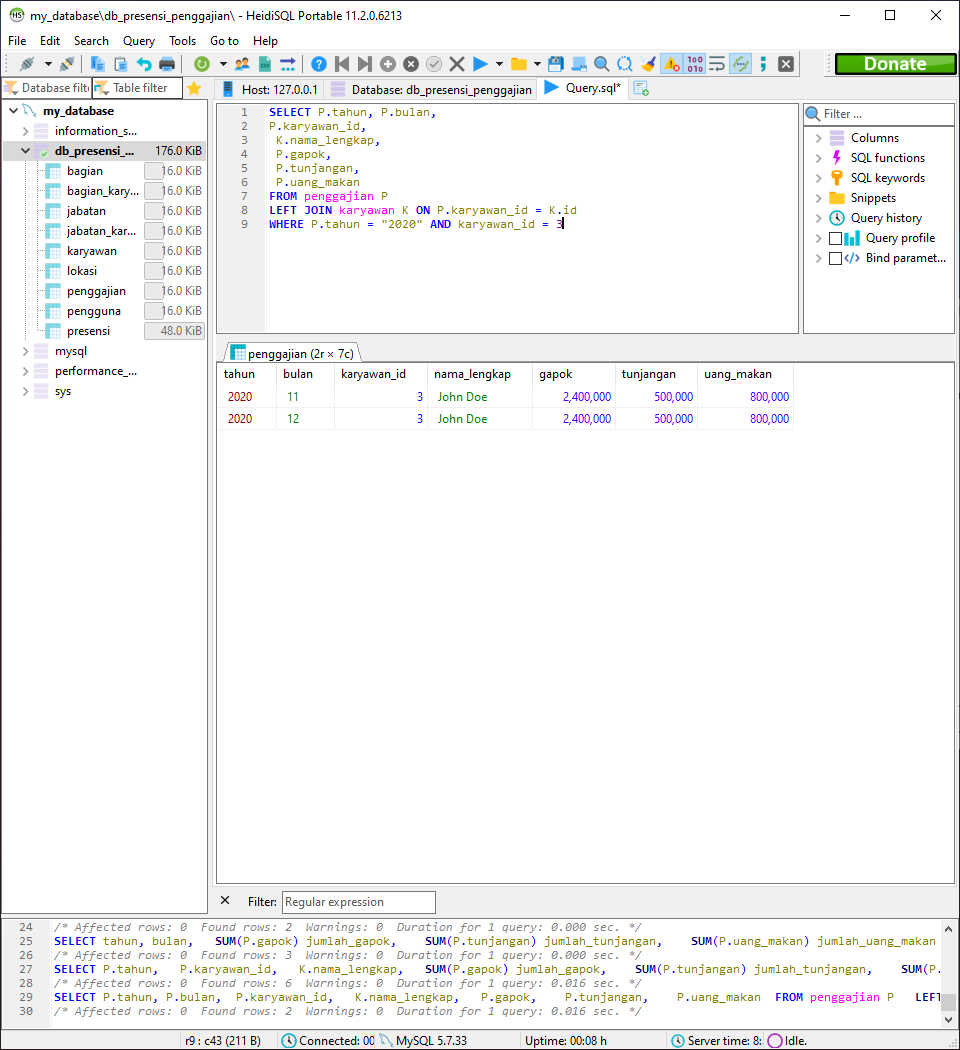 my_database\db_presensi_penggajian\ - HeidiSQL Portable 11.2.0.6213
File Edit Search Query Tools Go to Help
Donate
Database filt Table filter
Host: 127.0.0.1 Database: db_presensi_penggajian Query.sql*
my_database
information_s...
db_presensi_... 176.0 KiB
bagian 16.0 KiB
bagian_kary... 16.0 KiB
jabatan 16.0 KiB
jabatan_kar... 16.0 KiB
karyawan 16.0 KiB
lokasi 16.0 KiB
penggajian 16.0 KiB
pengguna 16.0 KiB
presensi 48.0 KiB
mysql
performance_...
sys
1 SELECT P.tahun, P.bulan,
2 P.karyawan_id,
3 K.nama_lengkap,
4 P.gapok,
5 P.tunjangan,
6 P.uang_makan
7 FROM penggajian P
8 LEFT JOIN karyawan K ON P.karyawan_id = K.id
9 WHERE P.tahun = "2020" AND karyawan_id = 3
Filter ...
Columns
SQL functions
SQL keywords
Snippets
Query history
Query profile
Bind paramet...
penggajian (2r × 7c)
tahun bulan karyawan_id nama_lengkap gapok tunjangan uang_makan
2020 11 3 John Doe 2,400,000 500,000 800,000
2020 12 3 John Doe 2,400,000 500,000 800,000
Filter: Regular expression
24 /* Affected rows: 0 Found rows: 2 Warnings: 0 Duration for 1 query: 0.000 sec. */
25 SELECT tahun, bulan, SUM(P.gapok) jumlah_gapok, SUM(P.tunjangan) jumlah_tunjangan, SUM(P.uang_makan) jumlah_uang_makan
26 /* Affected rows: 0 Found rows: 3 Warnings: 0 Duration for 1 query: 0.000 sec. */
27 SELECT P.tahun, P.karyawan_id, K.nama_lengkap, SUM(P.gapok) jumlah_gapok, SUM(P.tunjangan) jumlah_tunjangan, SUM(P.
28 /* Affected rows: 0 Found rows: 6 Warnings: 0 Duration for 1 query: 0.016 sec. */
29 SELECT P.tahun, P.bulan, P.karyawan_id, K.nama_lengkap, P.gapok, P.tunjangan, P.uang_makan FROM penggajian P LEFT
30 /* Affected rows: 0 Found rows: 2 Warnings: 0 Duration for 1 query: 0.016 sec. */
r9 : c43 (211 B) Connected: 00 MySQL 5.7.33 Uptime: 00:08 h Server time: 8: Idle.